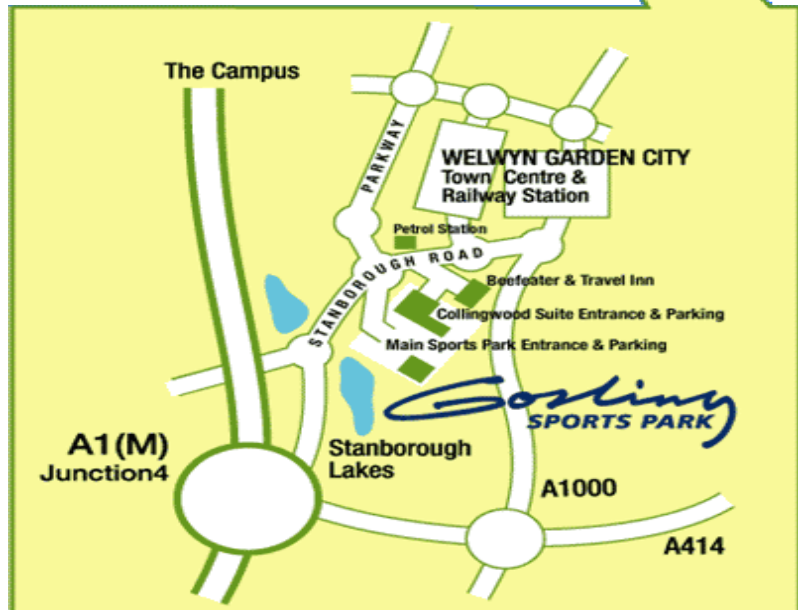 The Campus
PARKWAY
WELWYN GARDEN CITY
Town Centre &
Railway Station
Petrol Station
STANBOROUGH ROAD
Beefeater & Travel Inn
Collingwood Suite Entrance & Parking
Main Sports Park Entrance & Parking
Gosling
SPORTS PARK
A1(M)
Junction4
Stanborough
Lakes
A1000
A414